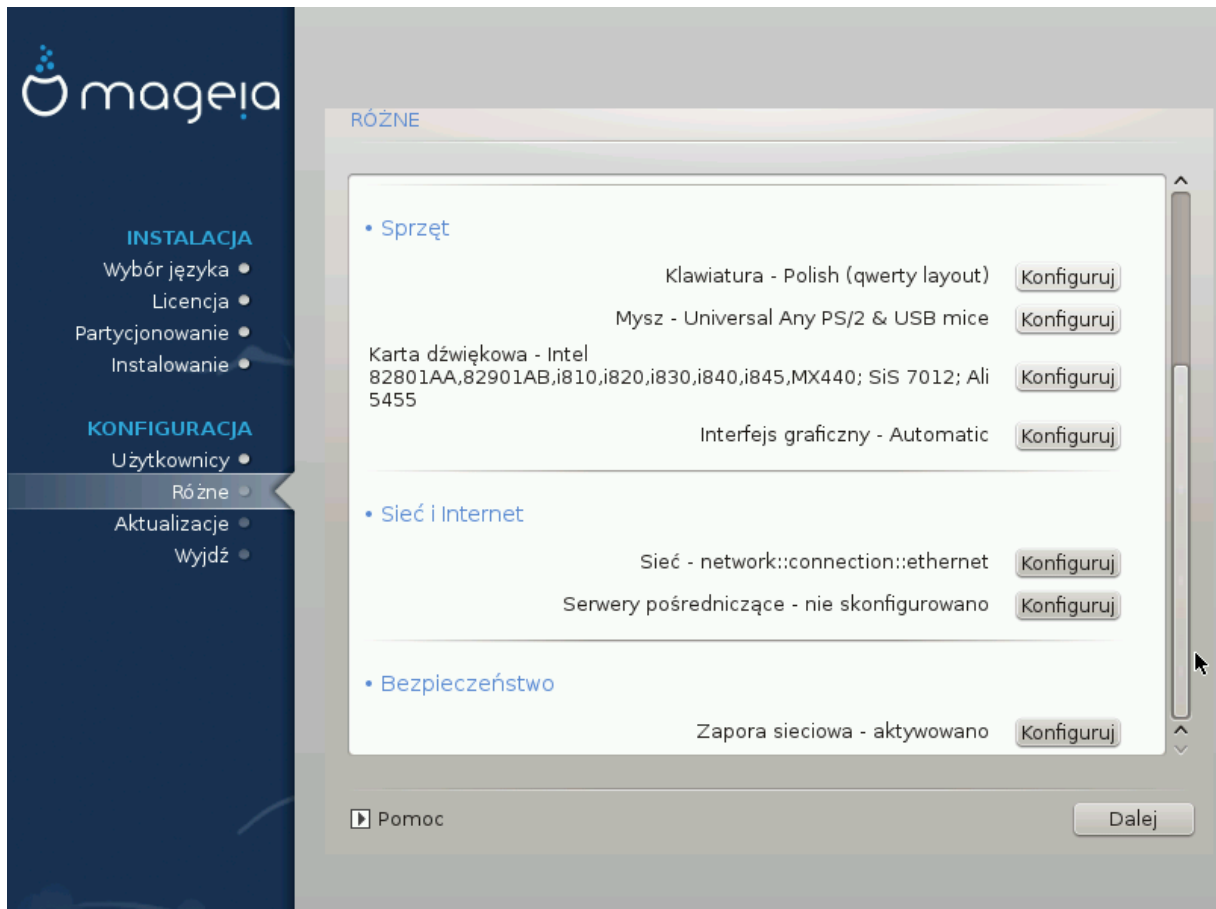 mageia
INSTALACJA
Wybór języka
Licencja
Partycjonowanie
Instalowanie
KONFIGURACJA
Użytkownicy
Różne
Aktualizacje
Wyjdź
RÓŻNE
• Sprzęt
Klawiatura - Polish (qwerty layout) Konfiguruj
Mysz - Universal Any PS/2 & USB mice Konfiguruj
Karta dźwiękowa - Intel
82801AA,82901AB,i810,i820,i830,i840,i845,MX440; SiS 7012; Ali Konfiguruj
5455
Interfejs graficzny - Automatic Konfiguruj
• Sieć i Internet
Sieć - network::connection::ethernet Konfiguruj
Serwery pośredniczące - nie skonfigurowano Konfiguruj
• Bezpieczeństwo
Zapora sieciowa - aktywowano Konfiguruj
Pomoc
Dalej